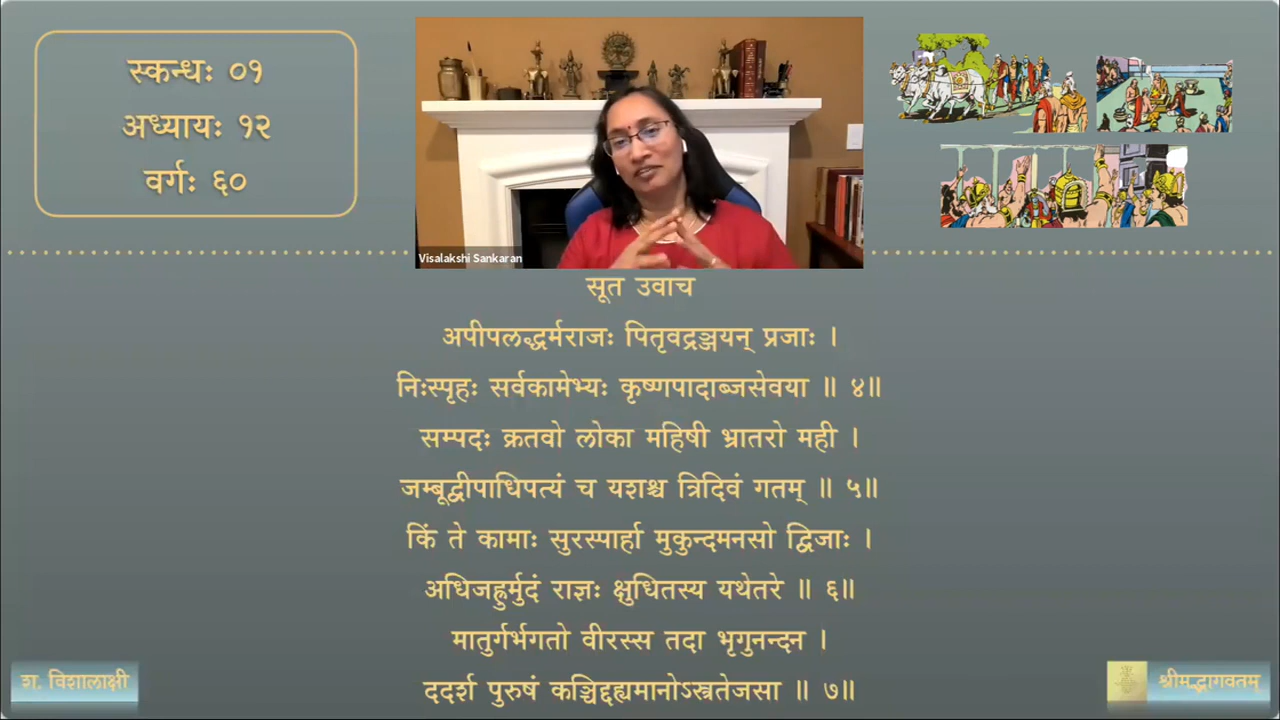 स्कन्धः ०१
अध्यायः १२
वर्गः ६०
Visalakshi Sankaran
सूत उवाच
अपीपलद्धर्मराजः पितृवद्रञ्जयन् प्रजाः ।
निःस्पृहः सर्वकामेभ्यः कृष्णपादाब्जसेवया ॥ ४॥
सम्पदः क्रतवो लोका महिषी भ्रातरो मही ।
जम्बूद्वीपाधिपत्यं च यशश्च त्रिदिवं गतम् ॥ ५॥
किं ते कामाः सुरस्पार्हा मुकुन्दमनसो द्विजाः ।
अधिजह्रुर्मुदं राज्ञः क्षुधितस्य यथेतरे ॥ ६॥
मातुर्गर्भगतो वीरस्स तदा भृगुनन्दन ।
ददर्श पुरुषं कञ्चिद्दह्यमानोऽस्त्रतेजसा ॥ ७॥
श. विशालाक्षी
श्रीमद्भागवतम्